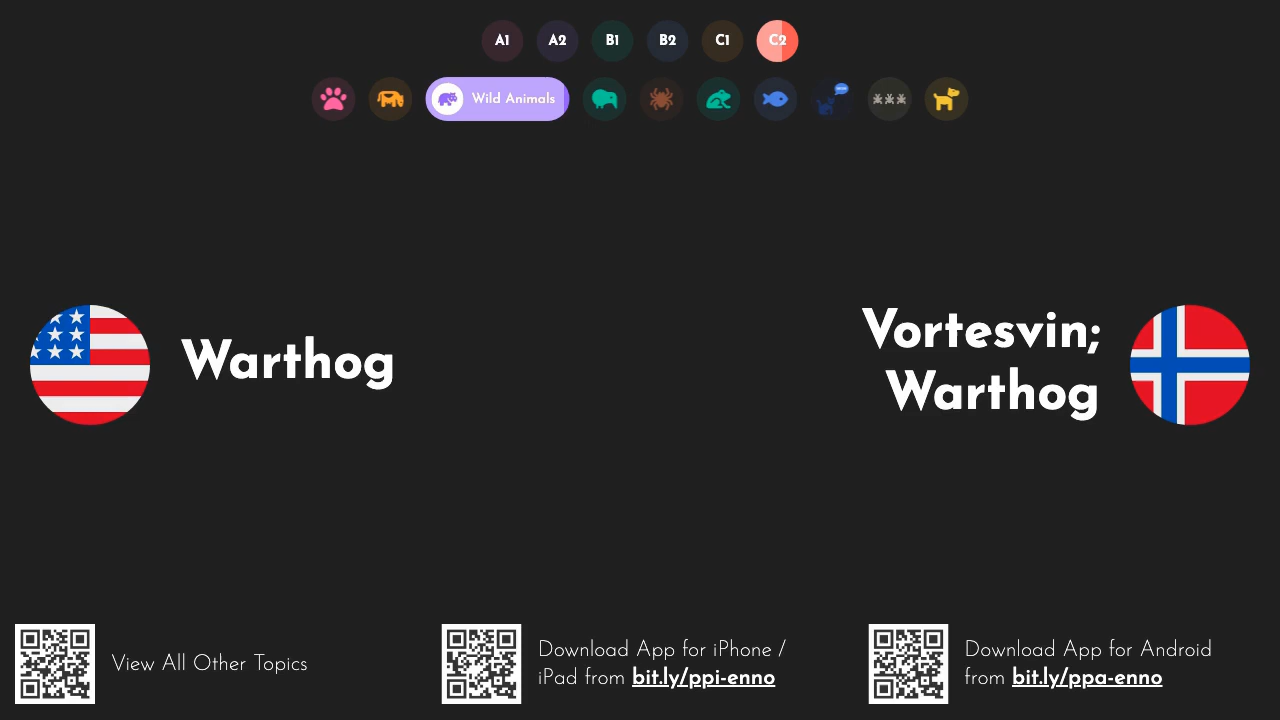 A1 A2 B1 B2 C1 C2
Wild Animals
Warthog
Vortesvin;
Warthog
View All Other Topics
Download App for iPhone /
iPad from bit.ly/ppi-enno
Download App for Android
from bit.ly/ppa-enno